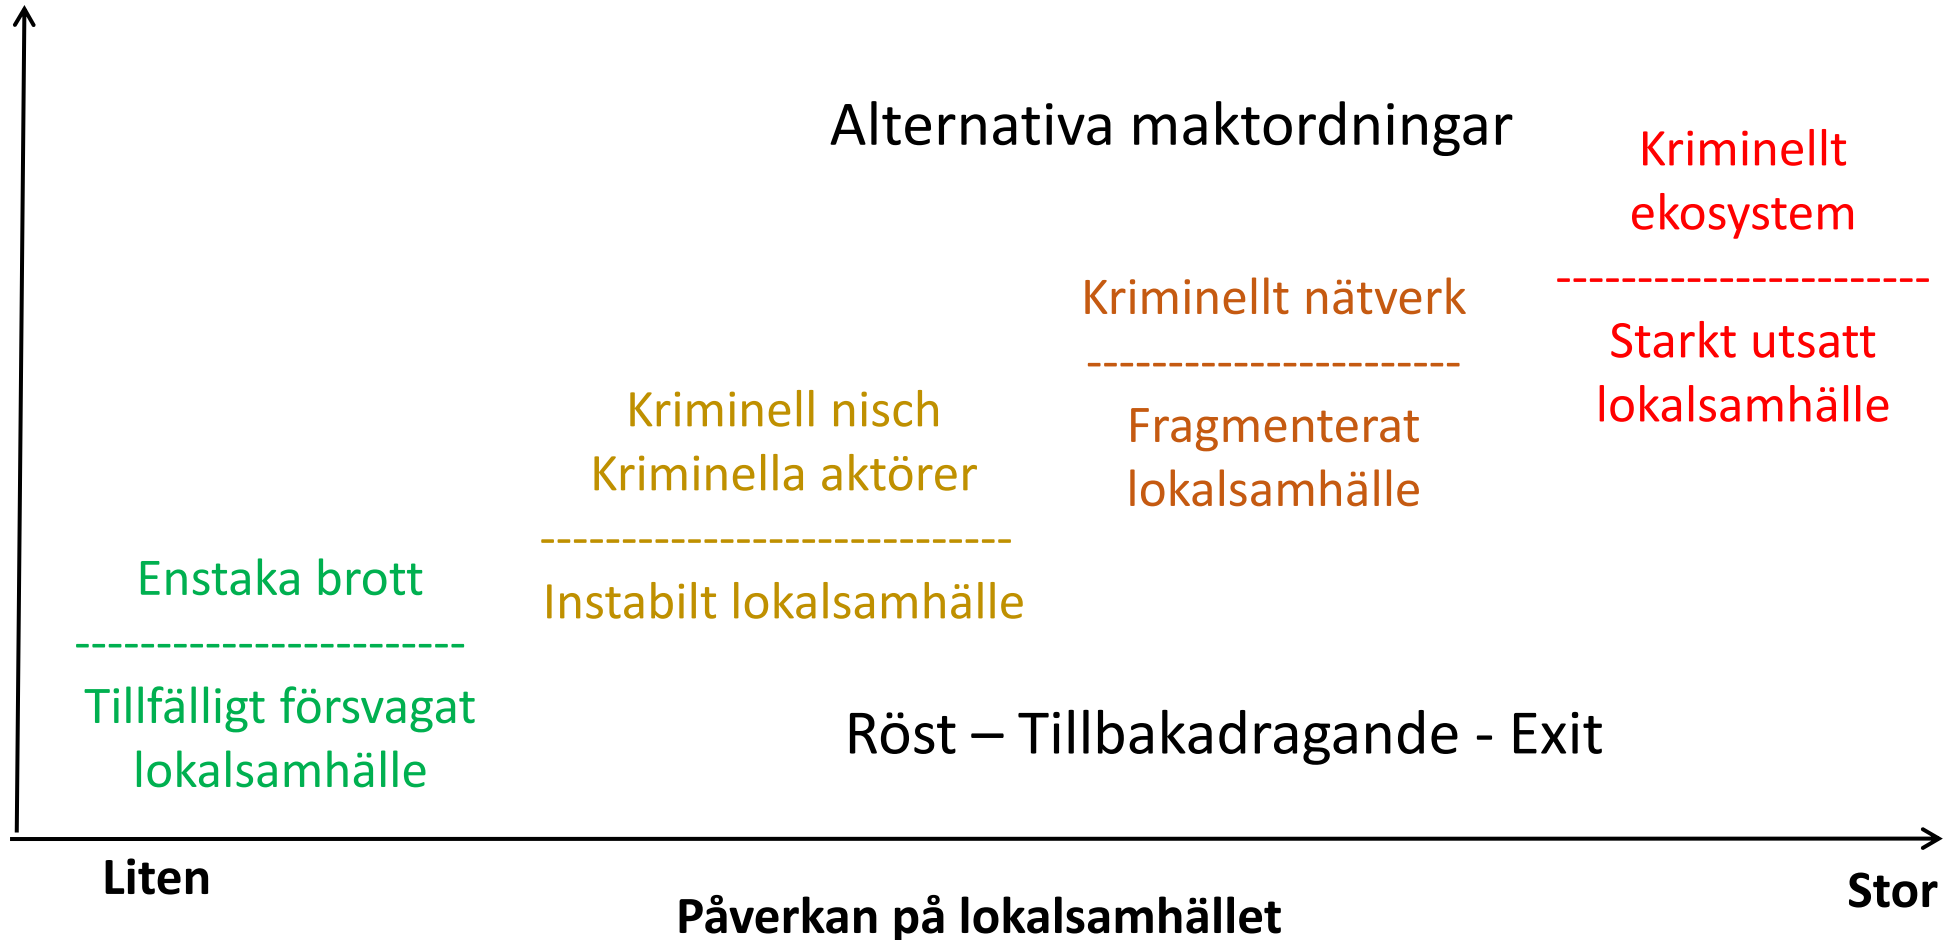 Alternativa maktordningar
Kriminellt
ekosystem
-----------------------
Starkt utsatt
lokalsamhälle
Kriminellt nätverk
-----------------------
Fragmenterat
lokalsamhälle
Kriminell nisch
Kriminella aktörer
-----------------------------
Instabilt lokalsamhälle
Enstaka brott
------------------------
Tillfälligt försvagat
lokalsamhälle
Röst – Tillbakadragande - Exit
Liten
Stor
Påverkan på lokalsamhället